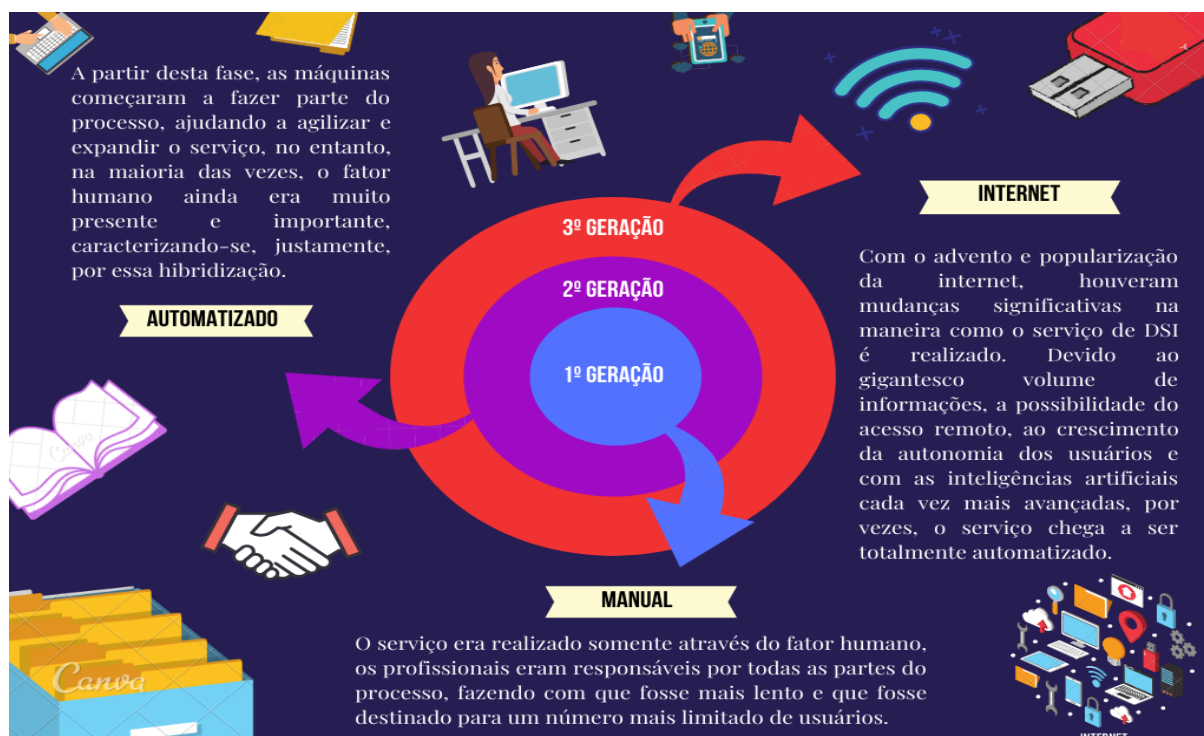 A partir desta fase, as máquinas
começaram a fazer parte do
processo, ajudando a agilizar e
expandir o serviço, no entanto,
na maioria das vezes, o fator
humano ainda era muito
presente e importante,
caracterizando-se, justamente,
por essa hibridização.
AUTOMATIZADO
3º GERAÇÃO
2º GERAÇÃO
1º GERAÇÃO
INTERNET
Com o advento e popularização
da internet, houveram
mudanças significativas na
maneira como o serviço de DSI
é realizado. Devido ao
gigantesco volume de
informações, a possibilidade do
acesso remoto, ao crescimento
da autonomia dos usuários e
com as inteligências artificiais
cada vez mais avançadas, por
vezes, o serviço chega a ser
totalmente automatizado.
MANUAL
O serviço era realizado somente através do fator humano,
os profissionais eram responsáveis por todas as partes do
processo, fazendo com que fosse mais lento e que fosse
destinado para um número mais limitado de usuários.
Canva
Canva
INTERNET